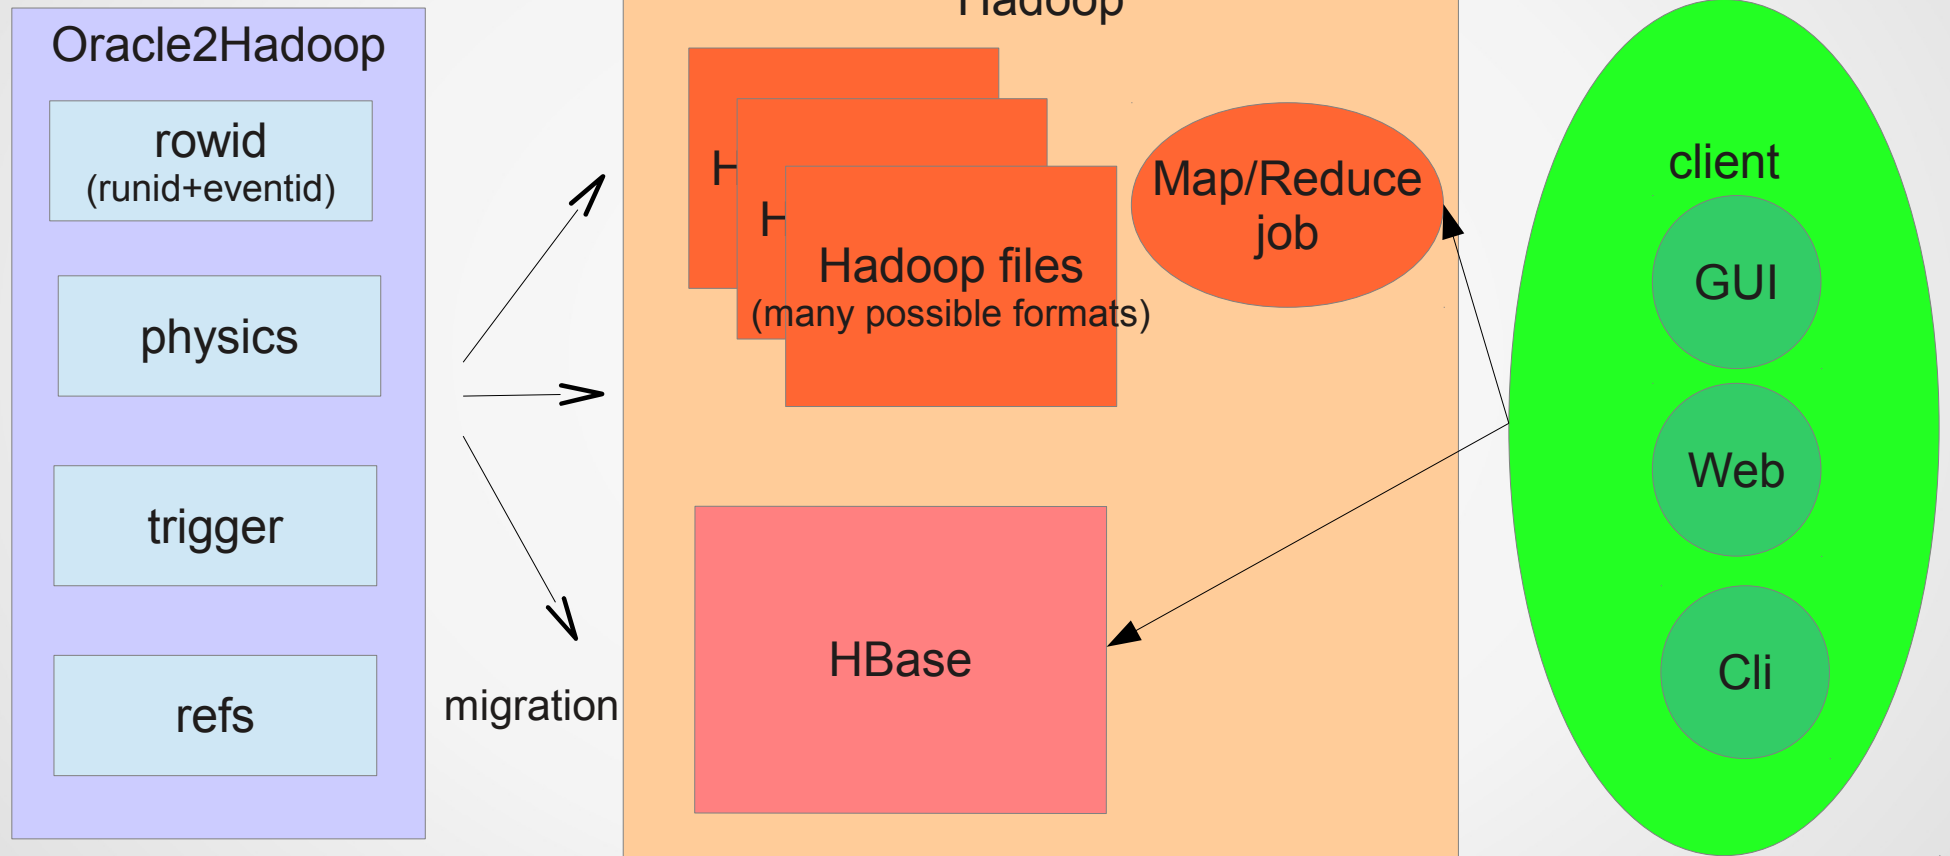 Oracle2Hadoop
rowid
(runid+eventid)
physics
trigger
refs
migration
Hadoop
H
H
Hadoop files
(many possible formats)
Map/Reduce
job
HBase
client
GUI
Web
Cli